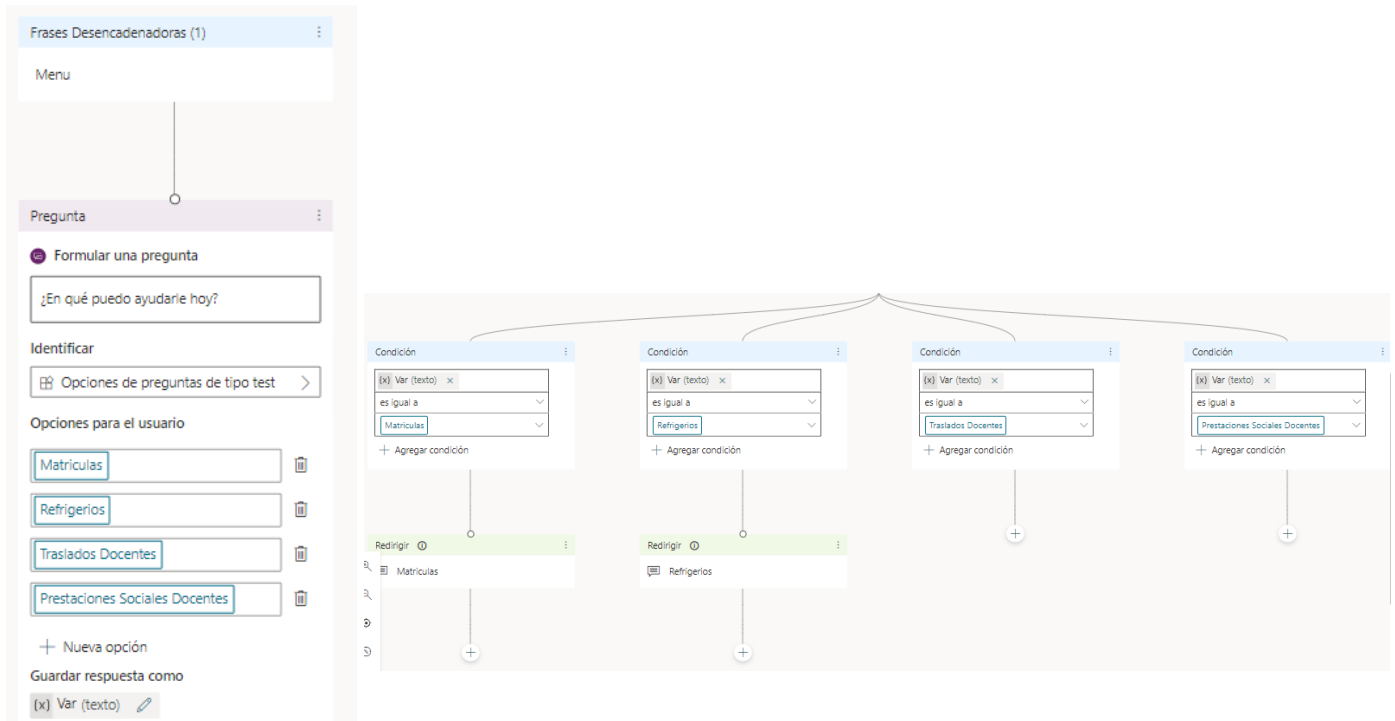 Frases Desencadenadoras (1)
Menu
Pregunta
Formular una pregunta
¿En qué puedo ayudarle hoy?
Identificar
Opciones de preguntas de tipo test
Opciones para el usuario
Matriculas
Refrigerios
Traslados Docentes
Prestaciones Sociales Docentes
+ Nueva opción
Guardar respuesta como
{x} Var (texto)
Condición
{x} Var (texto) ×
es igual a
Matriculas
+ Agregar condición
Redirigir
Matriculas
Condición
{x} Var (texto) ×
es igual a
Refrigerios
+ Agregar condición
Redirigir
Refrigerios
Condición
{x} Var (texto) ×
es igual a
Traslados Docentes
+ Agregar condición
Condición
{x} Var (texto) ×
es igual a
Prestaciones Sociales Docentes
+ Agregar condición